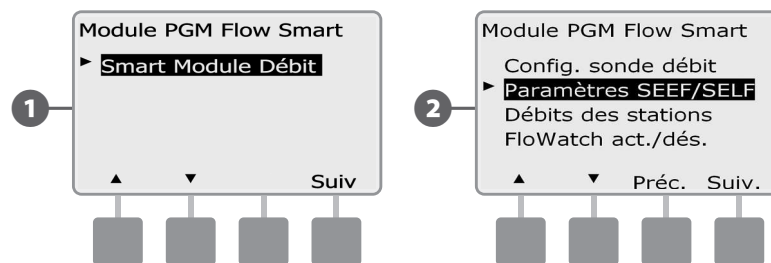 Module PGM Flow Smart
► Smart Module Débit
1
▲ ▼ Suiv
Module PGM Flow Smart
Config. sonde débit
► Paramètres SEEF/SELF
Débits des stations
FloWatch act./dés.
2
▲ ▼ Préc. Suiv.